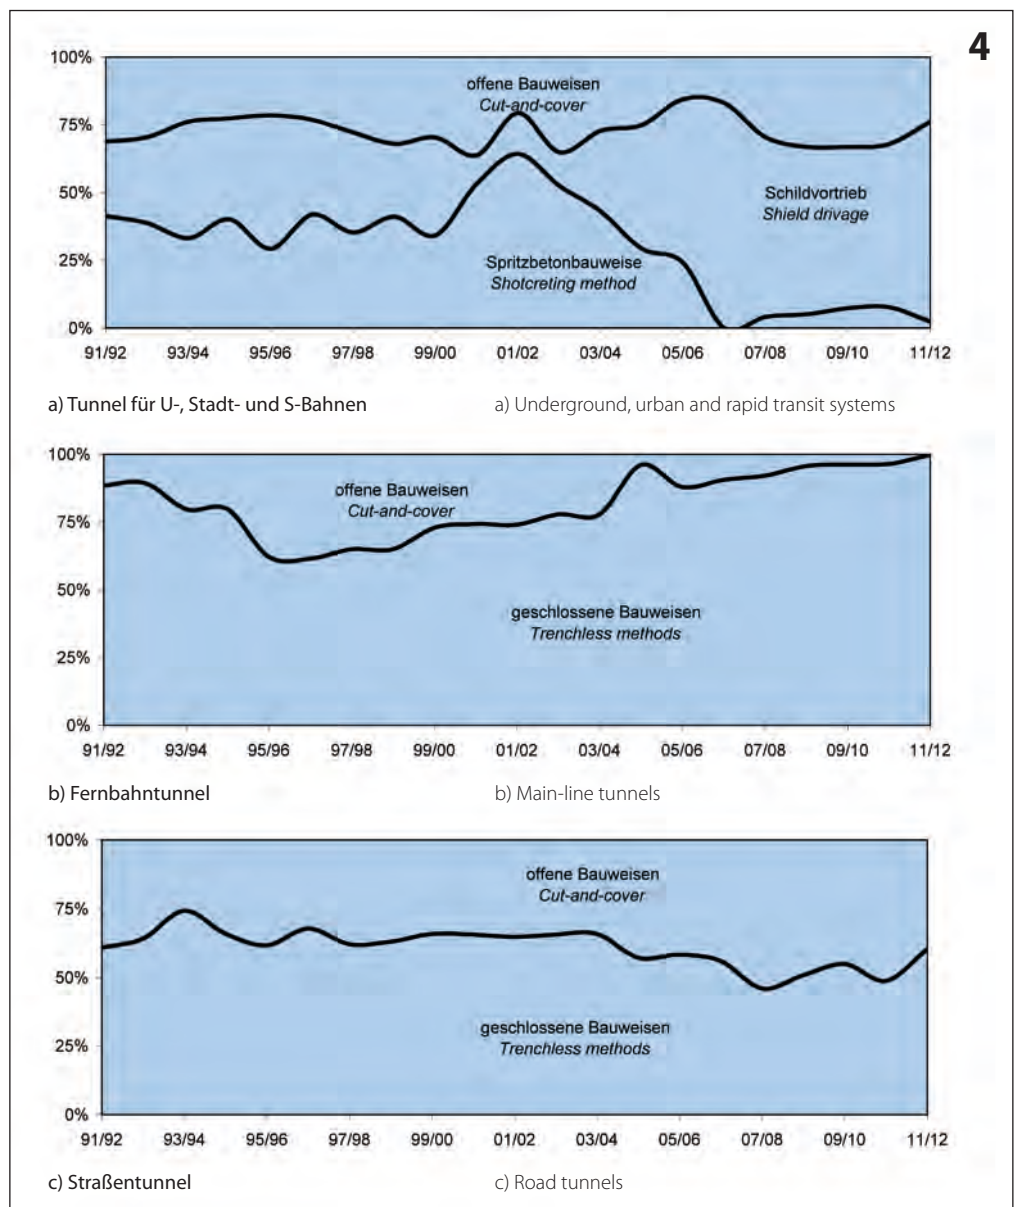 4
100%
offene Bauweisen
Cut-and-cover
75%
50%
Schildvortrieb
Shield drivage
25%
Spritzbetonbauweise
Shotcreting method
0%
91/92 93/94 95/96 97/98 99/00 01/02 03/04 05/06 07/08 09/10 11/12
a) Tunnel für U-, Stadt- und S-Bahnen a) Underground, urban and rapid transit systems
100%
offene Bauweisen
Cut-and-cover
75%
50%
geschlossene Bauweisen
Trenchless methods
25%
0%
91/92 93/94 95/96 97/98 99/00 01/02 03/04 05/06 07/08 09/10 11/12
b) Fernbahntunnel b) Main-line tunnels
100%
offene Bauweisen
Cut-and-cover
75%
50%
geschlossene Bauweisen
Trenchless methods
25%
0%
91/92 93/94 95/96 97/98 99/00 01/02 03/04 05/06 07/08 09/10 11/12
c) Straßentunnel c) Road tunnels